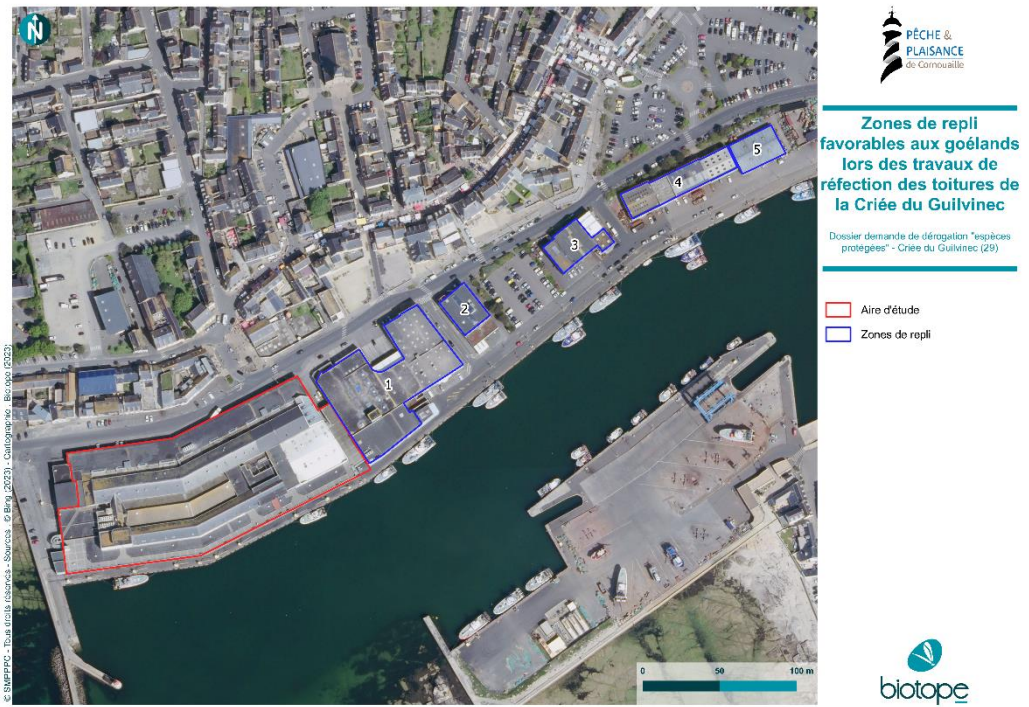 N
PÊCHE &
PLAISANCE
de Cornouaille
Zones de repli
favorables aux goélands
lors des travaux de
réfection des toitures de
la Criée du Guilvinec
Dossier demande de dérogation "espèces
protégées" - Criée du Guilvinec (29)
Aire d'étude
Zones de repli
5
4
3
2
1
© SMPPPC - Tous droits réservés - Sources : © Bing (2023) - Cartographie : Biotope (2023)
0 50 100 m
biotope